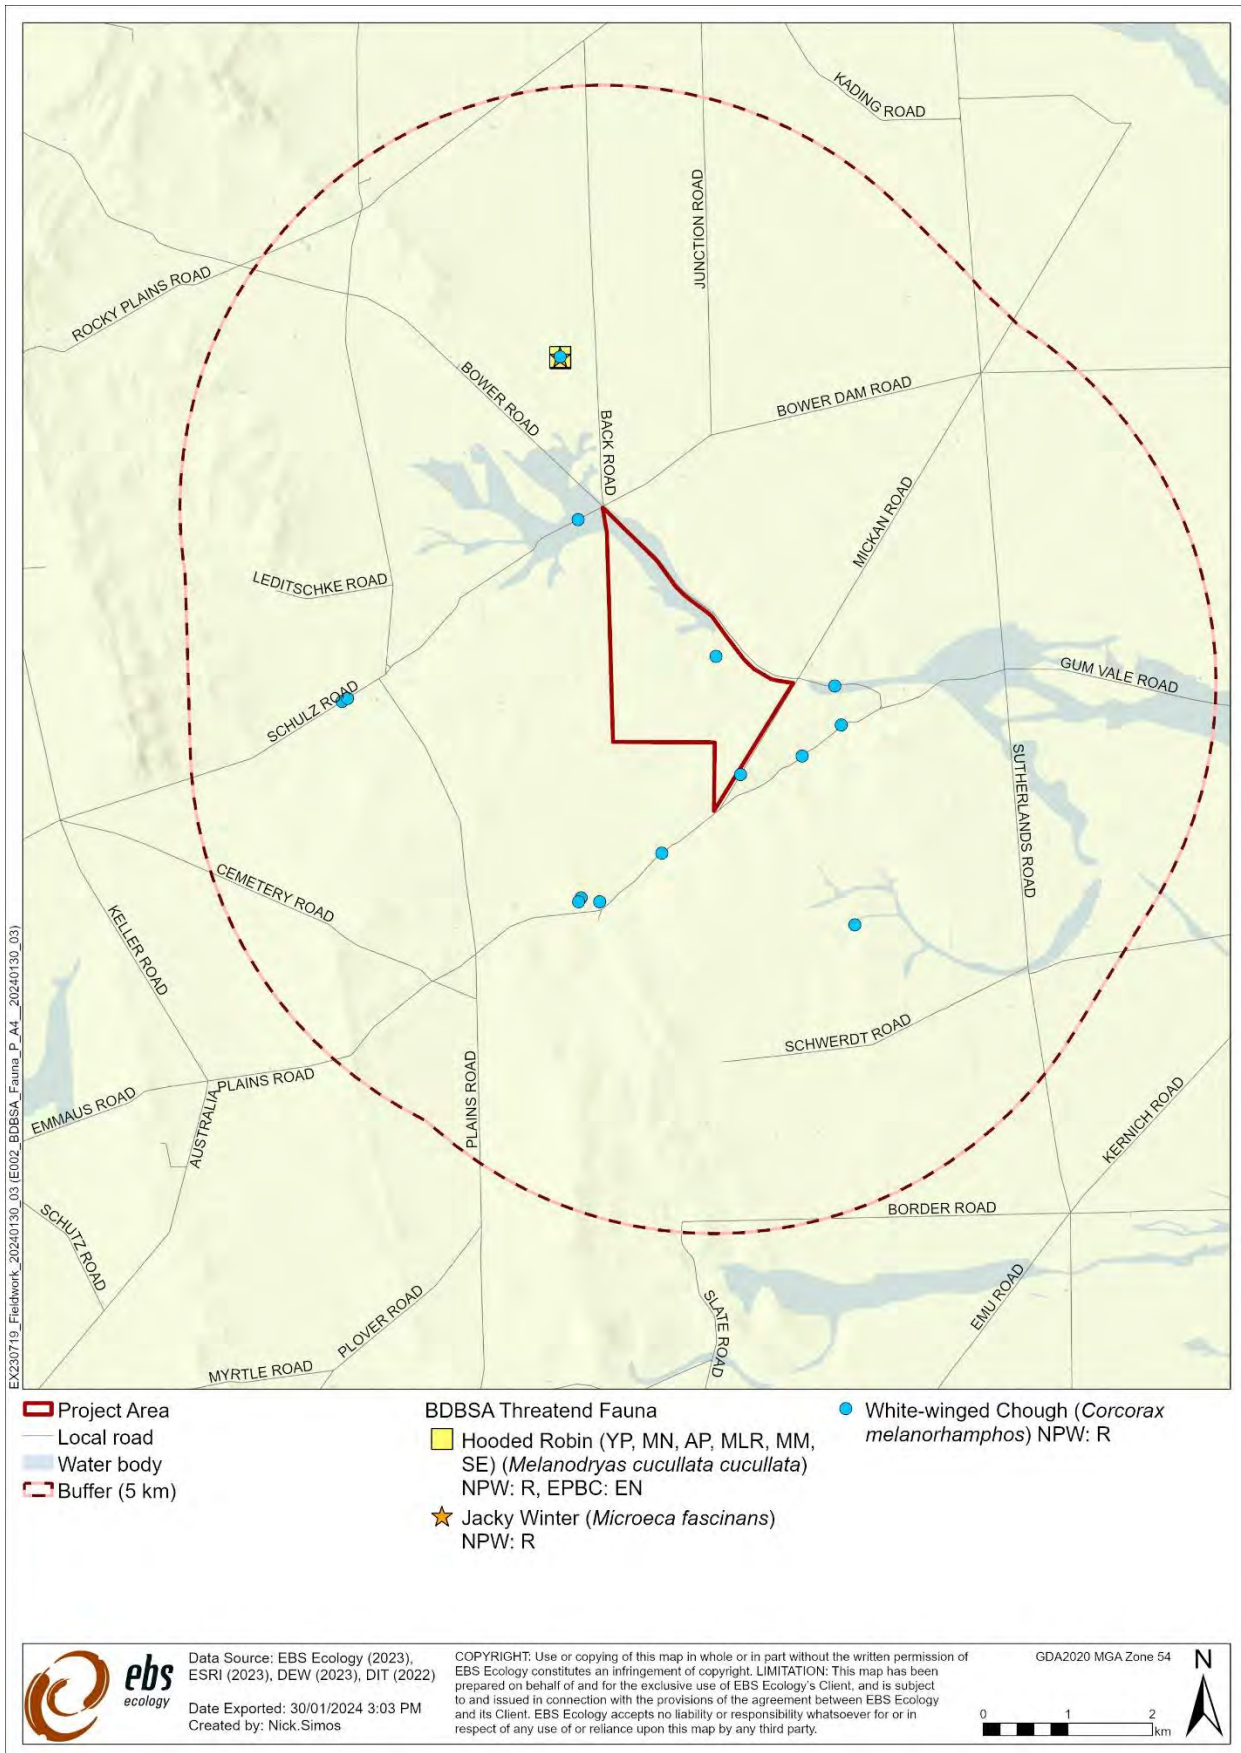 KADING ROAD
JUNCTION ROAD
ROCKY PLAINS ROAD
BOWER ROAD
BACK ROAD
BOWER DAM ROAD
MICKAN ROAD
LEDITSCHKE ROAD
GUM VALE ROAD
SCHULZ ROAD
SUTHERLANDS ROAD
CEMETERY ROAD
KELLER ROAD
SCHWERDT ROAD
PLAINS ROAD
PLAINS ROAD
EMMAUS ROAD
AUSTRALIA
KERNICH ROAD
BORDER ROAD
SCHUTZ ROAD
EMU ROAD
SLATE ROAD
PLOVER ROAD
MYRTLE ROAD
EX230719_Fieldwork_20240130_03 (E002_BDBSA_Fauna_P_A4__20240130_03)
Project Area
Local road
Water body
Buffer (5 km)
BDBSA Threatend Fauna
Hooded Robin (YP, MN, AP, MLR, MM,
SE) (Melanodryas cucullata cucullata)
NPW: R, EPBC: EN
Jacky Winter (Microeca fascinans)
NPW: R
White-winged Chough (Corcorax
melanorhamphos) NPW: R
ebs
ecology
Data Source: EBS Ecology (2023),
ESRI (2023), DEW (2023), DIT (2022)
Date Exported: 30/01/2024 3:03 PM
Created by: Nick.Simos
COPYRIGHT: Use or copying of this map in whole or in part without the written permission of
EBS Ecology constitutes an infringement of copyright. LIMITATION: This map has been
prepared on behalf of and for the exclusive use of EBS Ecology's Client, and is subject
to and issued in connection with the provisions of the agreement between EBS Ecology
and its Client. EBS Ecology accepts no liability or responsibility whatsoever for or in
respect of any use of or reliance upon this map by any third party.
GDA2020 MGA Zone 54
N
0 1 2
km